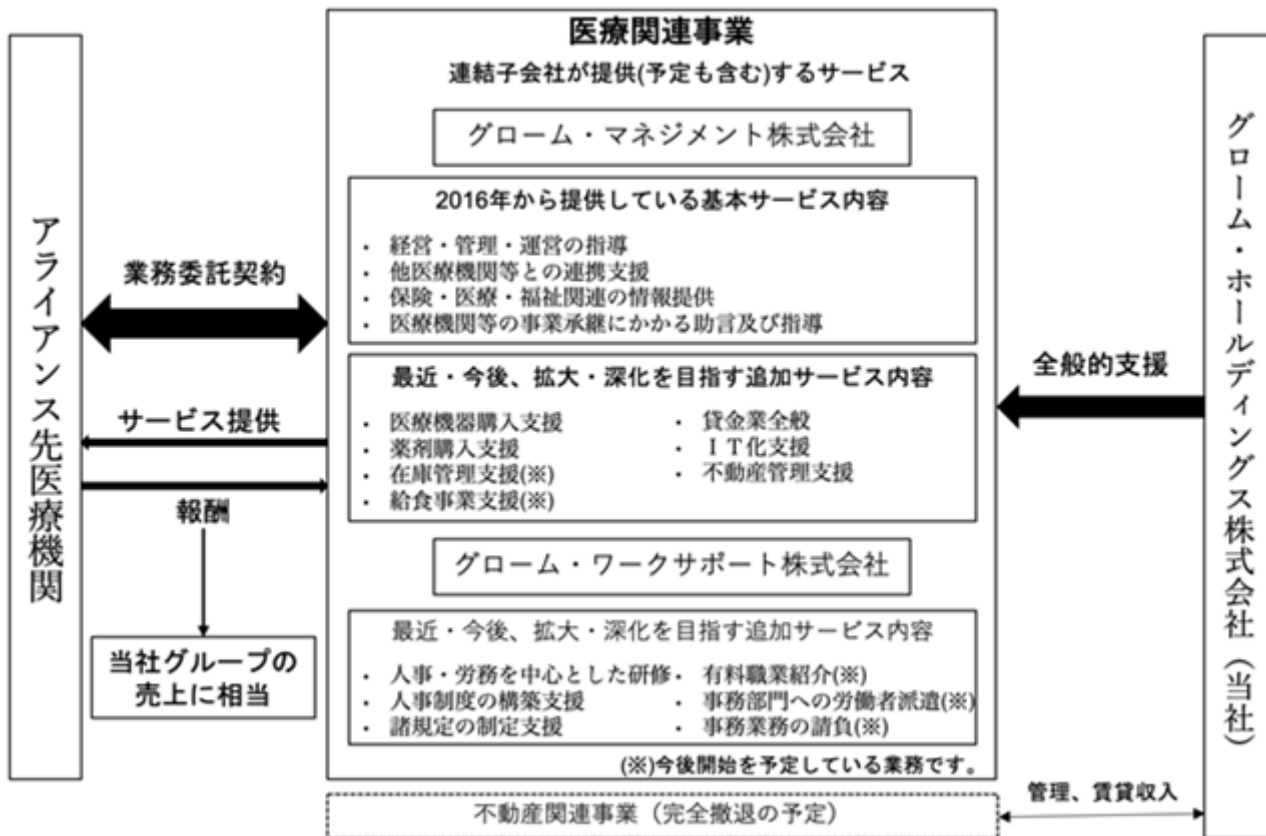 医療関連事業
連結子会社が提供(予定も含む)するサービス
グローム・マネジメント株式会社
2016年から提供している基本サービス内容
・ 経営・管理・運営の指導
・ 他医療機関等との連携支援
・ 保険・医療・福祉関連の情報提供
・ 医療機関等の事業承継にかかる助言及び指導
最近・今後、拡大・深化を目指す追加サービス内容
・ 医療機器購入支援
・ 薬剤購入支援
・ 在庫管理支援(※)
・ 給食事業支援(※)
・ 貸金業全般
・ ＩＴ化支援
・ 不動産管理支援
グローム・ワークサポート株式会社
最近・今後、拡大・深化を目指す追加サービス内容
・ 人事・労務を中心とした研修
・ 人事制度の構築支援
・ 諸規定の制定支援
・ 有料職業紹介(※)
・ 事務部門への労働者派遣(※)
・ 事務業務の請負(※)
(※)今後開始を予定している業務です。
不動産関連事業（完全撤退の予定）
アライアンス先医療機関
業務委託契約
サービス提供
報酬
当社グループの
売上に相当
全般的支援
グローム・ホールディングス株式会社（当社）
管理、賃貸収入